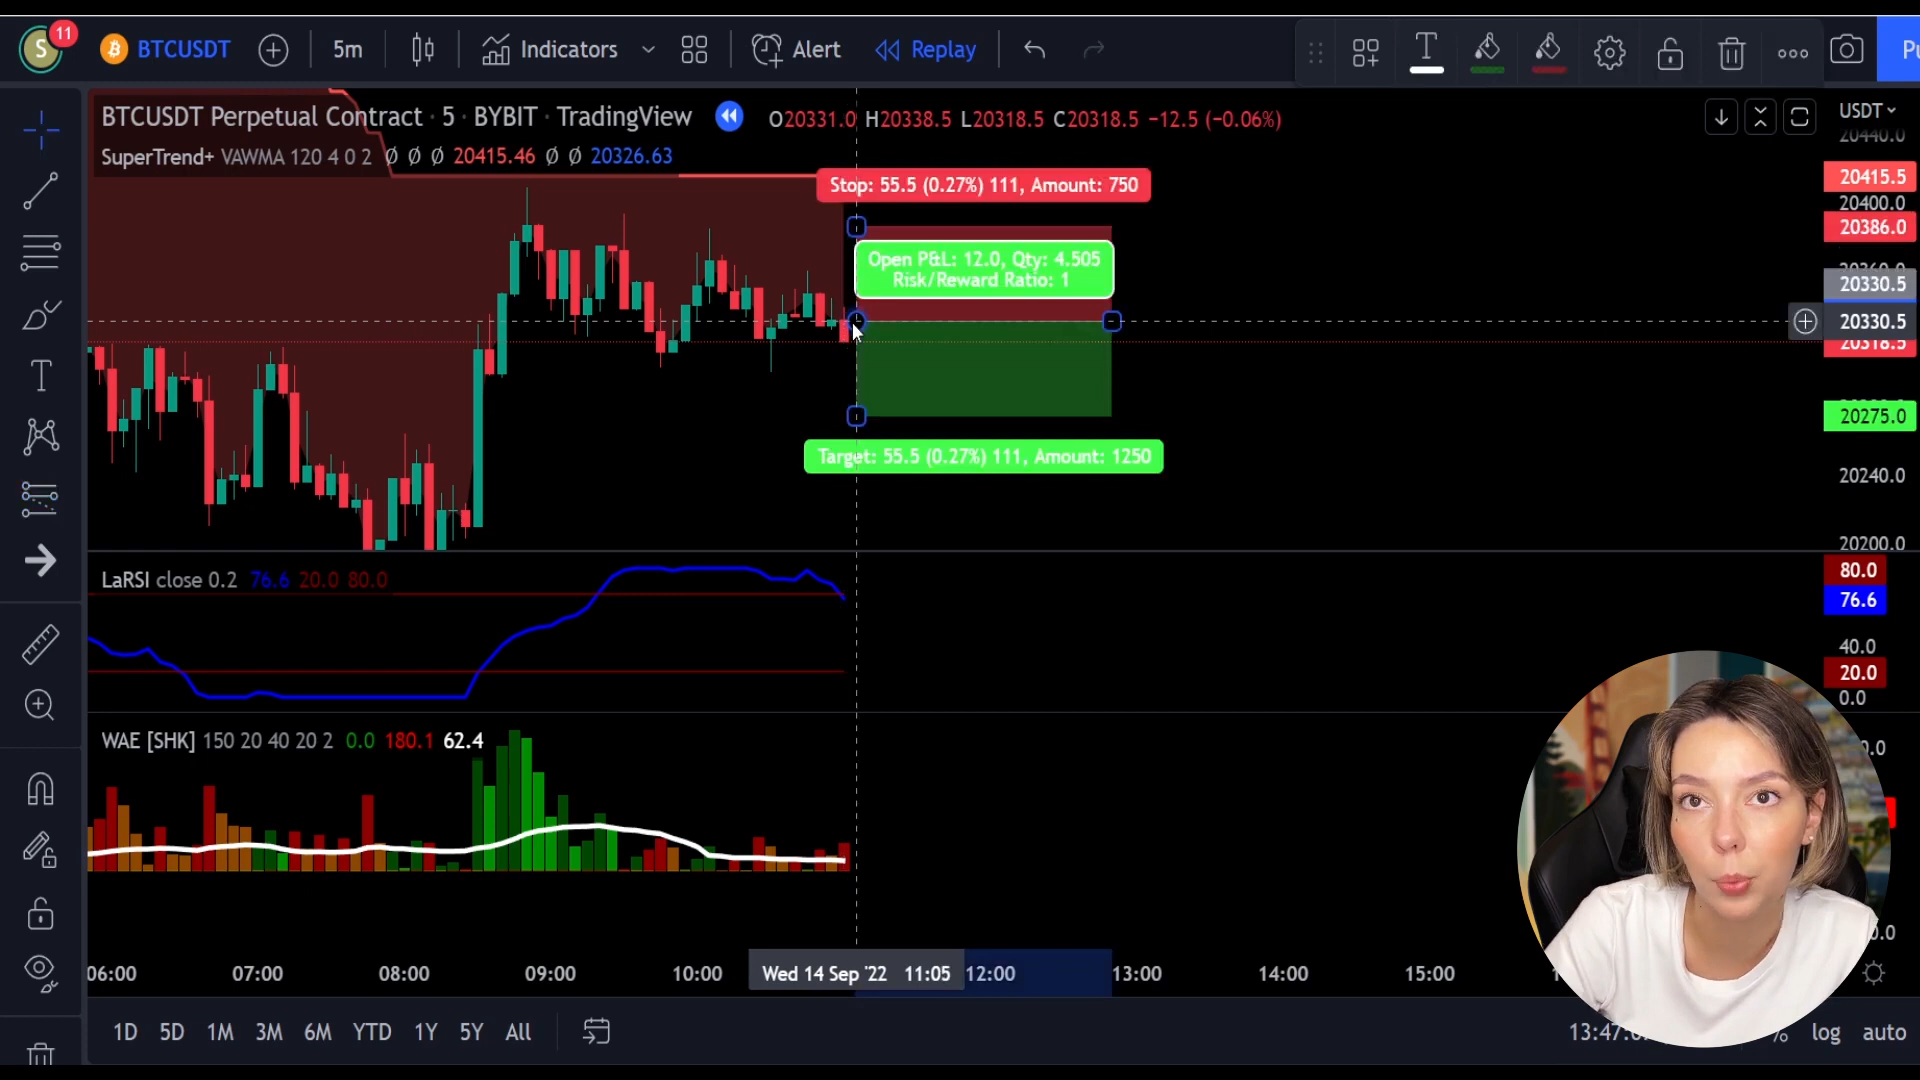 S 11 BTCUSDT 5m Indicators Alert Replay T Pu
BTCUSDT Perpetual Contract · 5 · BYBIT · TradingView O20331.0 H20338.5 L20318.5 C20318.5 −12.5 (−0.06%) USDT
SuperTrend+ VAWMA 120 4 0 2 Ø Ø Ø 20415.46 Ø Ø 20326.63
20440.0
20415.5
20400.0
20386.0
20330.5
20330.5
20318.5
20275.0
20240.0
20200.0
Stop: 55.5 (0.27%) 111, Amount: 750
Open P&L: 12.0, Qty: 4.505
Risk/Reward Ratio: 1
Target: 55.5 (0.27%) 111, Amount: 1250
LaRSI close 0.2 76.6 20.0 80.0
80.0
76.6
40.0
20.0
0.0
WAE [SHK] 150 20 40 20 2 0.0 180.1 62.4
06:00 07:00 08:00 09:00 10:00 Wed 14 Sep '22 11:05 12:00 13:00 14:00 15:00
1D 5D 1M 3M 6M YTD 1Y 5Y All % log auto